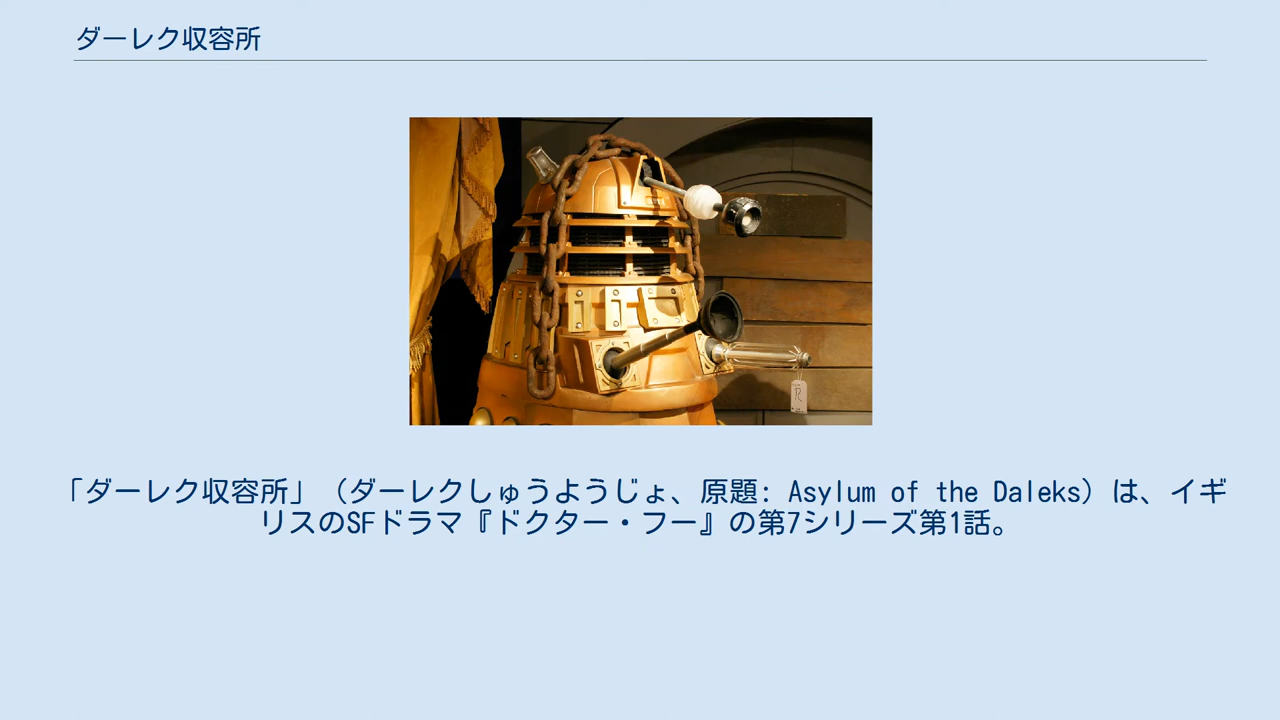 ダーレク収容所
「ダーレク収容所」（ダーレクしゅうようじょ、原題: Asylum of the Daleks）は、イギ
リスのSFドラマ『ドクター・フー』の第7シリーズ第1話。